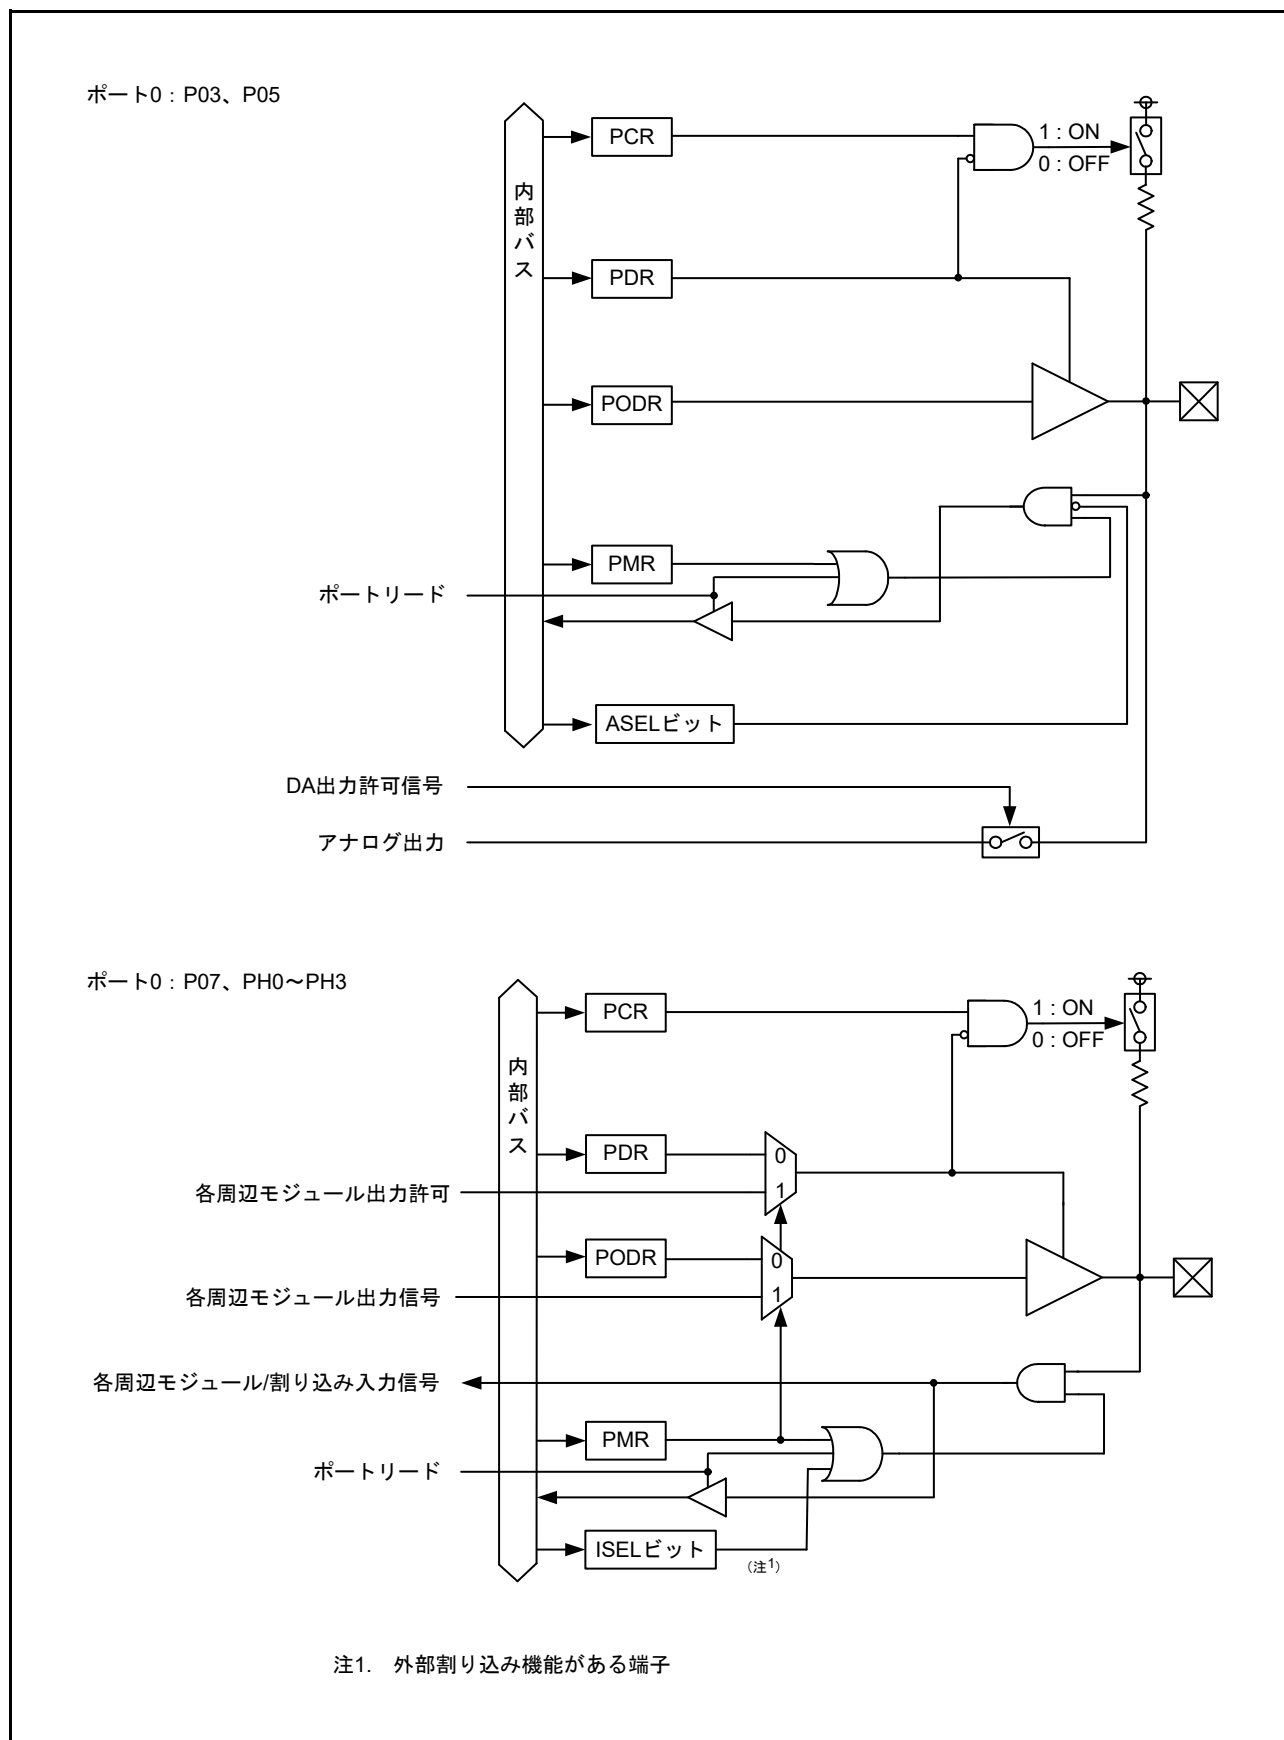 ポート0：P03、P05
PCR
1 : ON
0 : OFF
内部バス
PDR
PODR
PMR
ポートリード
ASELビット
DA出力許可信号
アナログ出力
ポート0：P07、PH0～PH3
PCR
1 : ON
0 : OFF
内部バス
PDR
0
各周辺モジュール出力許可
1
PODR
0
各周辺モジュール出力信号
1
各周辺モジュール/割り込み入力信号
PMR
ポートリード
ISELビット
（注1）
注1. 外部割り込み機能がある端子